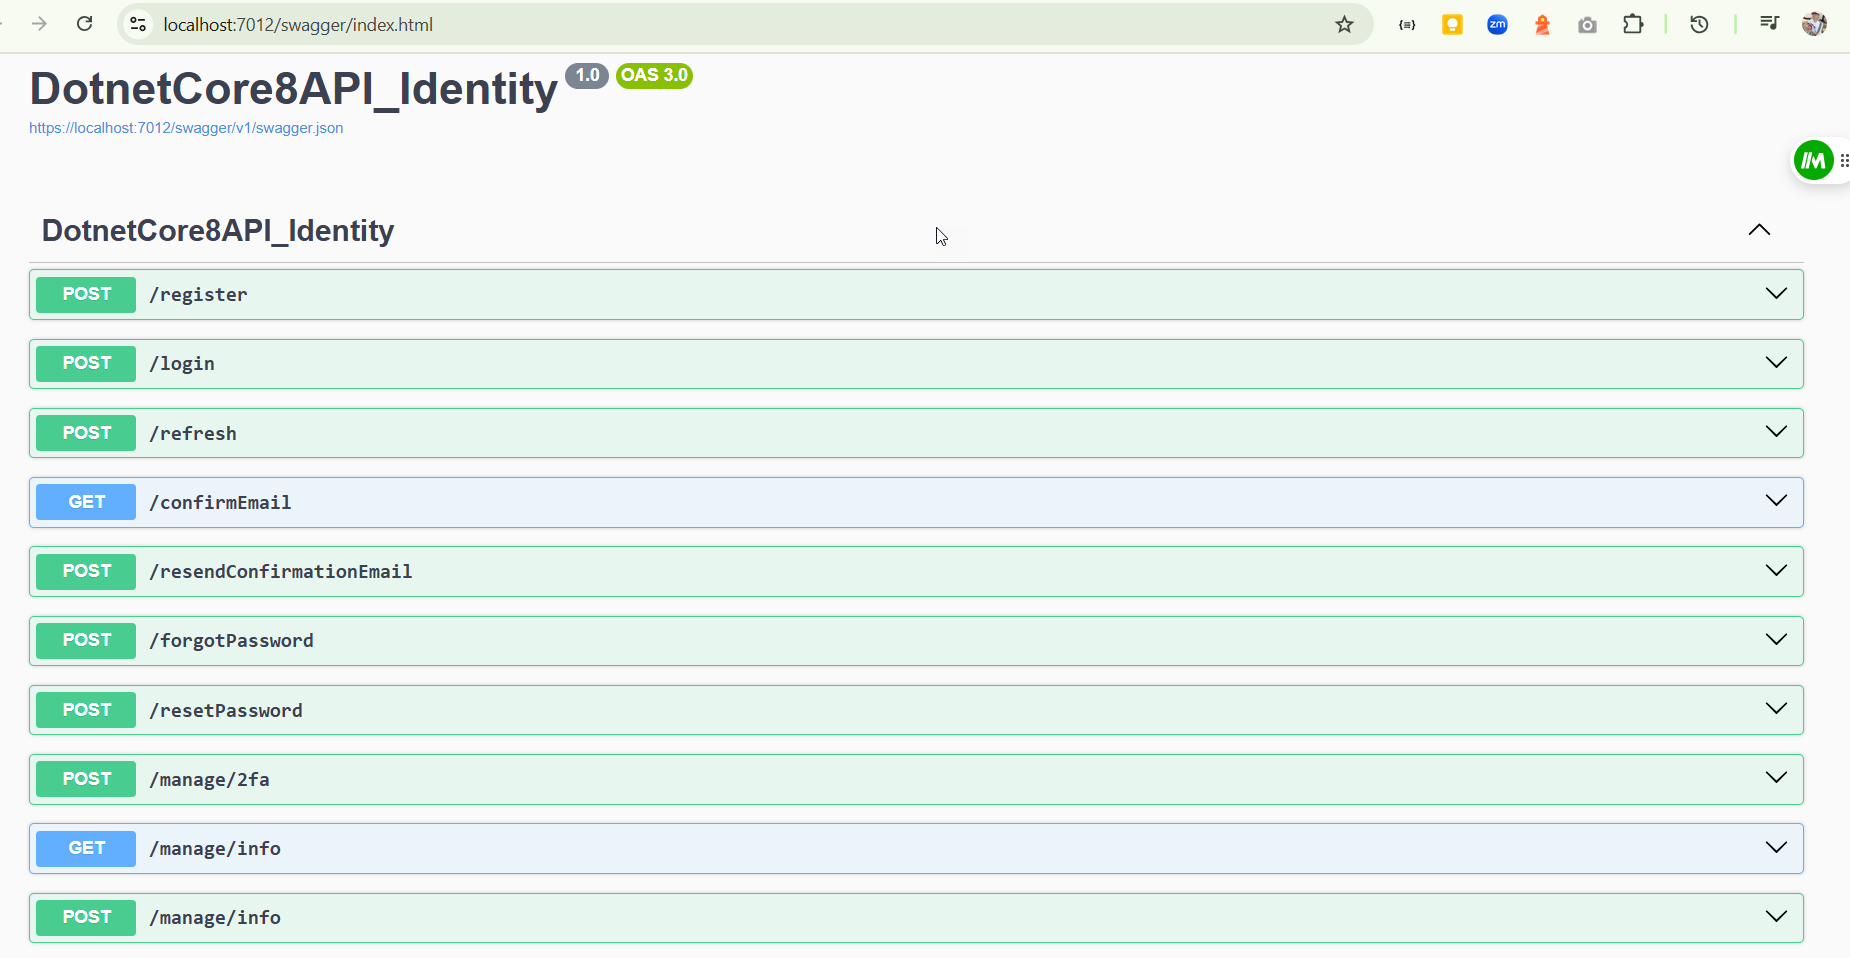 localhost:7012/swagger/index.html
{≡}
zm
DotnetCore8API_Identity 1.0 OAS 3.0
https://localhost:7012/swagger/v1/swagger.json
DotnetCore8API_Identity
POST /register
POST /login
POST /refresh
GET /confirmEmail
POST /resendConfirmationEmail
POST /forgotPassword
POST /resetPassword
POST /manage/2fa
GET /manage/info
POST /manage/info